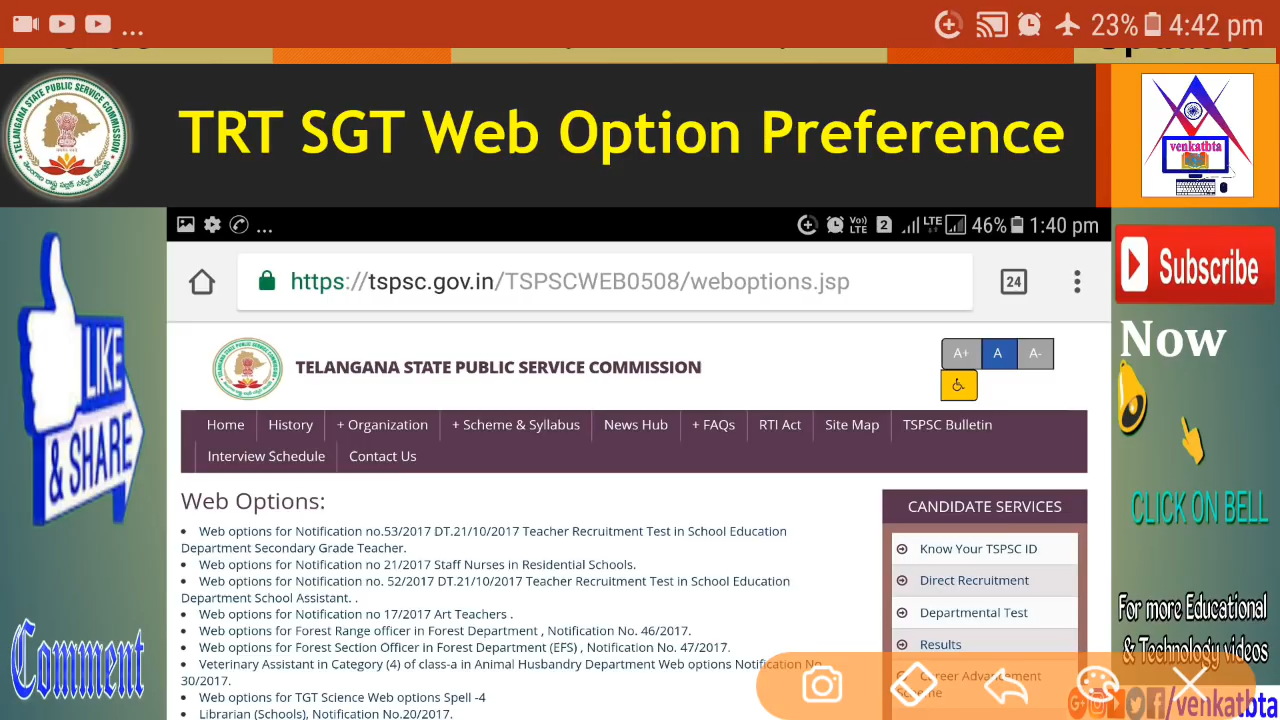 ...
23% 4:42 pm
TELANGANA STATE PUBLIC SERVICE COMMISSION
TRT SGT Web Option Preference
venkatbta
...
2 LTE 46% 1:40 pm
https://tspsc.gov.in/TSPSCWEB0508/weboptions.jsp
24
TELANGANA STATE PUBLIC SERVICE COMMISSION
A+ A A-
Home History + Organization + Scheme & Syllabus News Hub + FAQs RTI Act Site Map TSPSC Bulletin
Interview Schedule Contact Us
Web Options:
• Web options for Notification no.53/2017 DT.21/10/2017 Teacher Recruitment Test in School Education
Department Secondary Grade Teacher.
• Web options for Notification no 21/2017 Staff Nurses in Residential Schools.
• Web options for Notification no. 52/2017 DT.21/10/2017 Teacher Recruitment Test in School Education
Department School Assistant. .
• Web options for Notification no 17/2017 Art Teachers .
• Web options for Forest Range officer in Forest Department , Notification No. 46/2017.
• Web options for Forest Section Officer in Forest Department (EFS) , Notification No. 47/2017.
• Veterinary Assistant in Category (4) of class-a in Animal Husbandry Department Web options Notification No
30/2017.
• Web options for TGT Science Web options Spell -4
• Librarian (Schools), Notification No.20/2017.
CANDIDATE SERVICES
Know Your TSPSC ID
Direct Recruitment
Departmental Test
Results
Career Advancement
Scheme
LIKE
& SHARE
Comment
Subscribe
Now
CLICK ON BELL
For more Educational
& Technology videos
/venkatbta